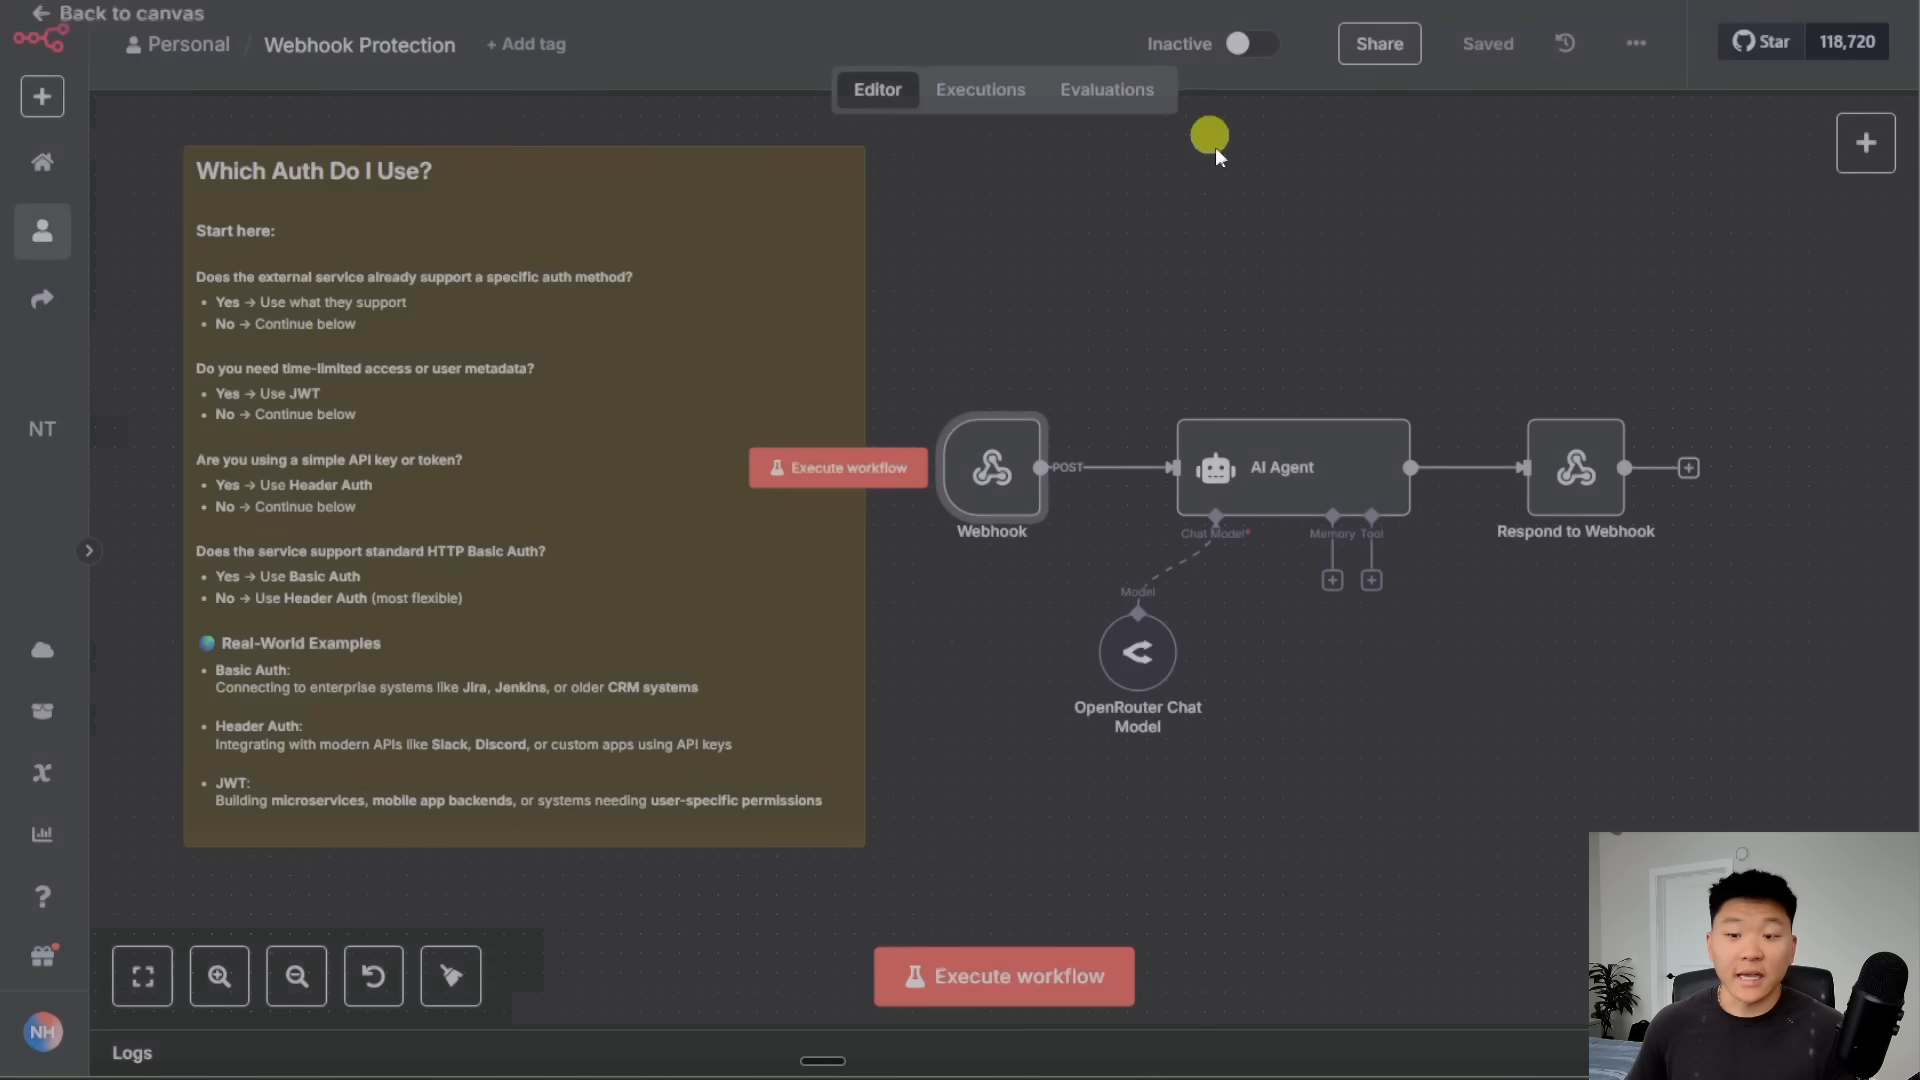 Back to canvas
Personal / Webhook Protection + Add tag
Inactive
Share
Saved
Star 118,720
Editor Executions Evaluations
Which Auth Do I Use?
Start here:
Does the external service already support a specific auth method?
• Yes → Use what they support
• No → Continue below
Do you need time-limited access or user metadata?
• Yes → Use JWT
• No → Continue below
Are you using a simple API key or token?
• Yes → Use Header Auth
• No → Continue below
Does the service support standard HTTP Basic Auth?
• Yes → Use Basic Auth
• No → Use Header Auth (most flexible)
Real-World Examples
• Basic Auth:
Connecting to enterprise systems like Jira, Jenkins, or older CRM systems
• Header Auth:
Integrating with modern APIs like Slack, Discord, or custom apps using API keys
• JWT:
Building microservices, mobile app backends, or systems needing user-specific permissions
NT
Execute workflow
POST
AI Agent
Webhook
Chat Model*
Memory Tool
Respond to Webhook
Model
OpenRouter Chat
Model
Execute workflow
NH
Logs